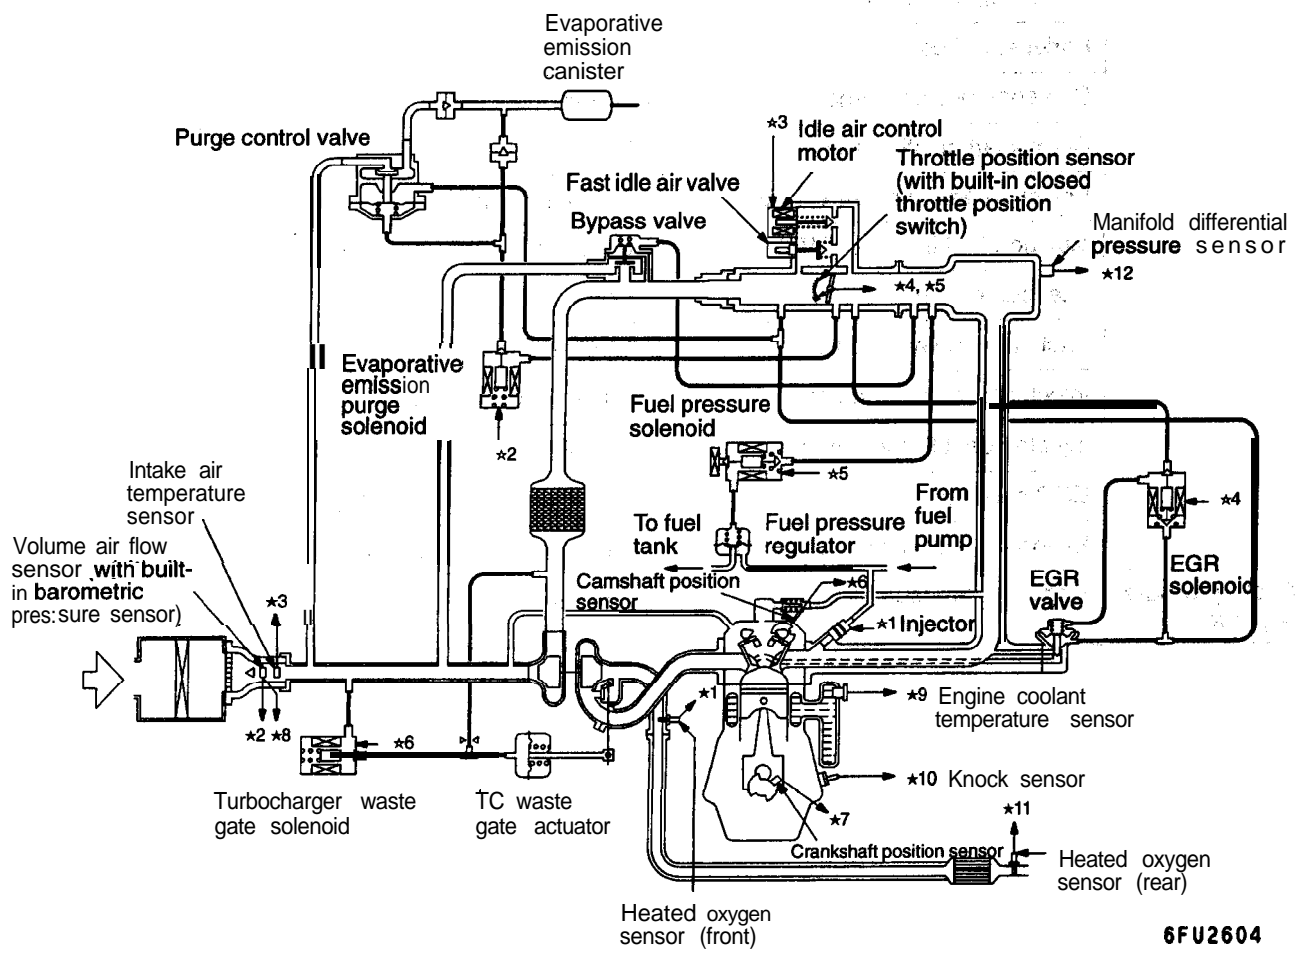 Evaporative
emission
canister
Purge control valve
★3
Idle air control
motor
Throttle position sensor
(with built-in closed
throttle position
switch)
Fast idle air valve
Bypass valve
Manifold differential
pressure sensor
★12
★4, ★5
Evaporative
emission
purge
solenoid
☆2
Fuel pressure
solenoid
☆5
Intake air
temperature
sensor
Volume air flow
sensor with built-
in barometric
pres:sure sensor)
★3
To fuel
tank
Fuel pressure
regulator
From
fuel
pump
☆4
EGR
solenoid
EGR
valve
Camshaft position
sensor
★6
☆1 Injector
★2 ★8
☆6
★1
★9 Engine coolant
temperature sensor
★10 Knock sensor
Turbocharger waste
gate solenoid
TC waste
gate actuator
★7
★11
Crankshaft position sensor
Heated oxygen
sensor (rear)
Heated oxygen
sensor (front)
6FU2604